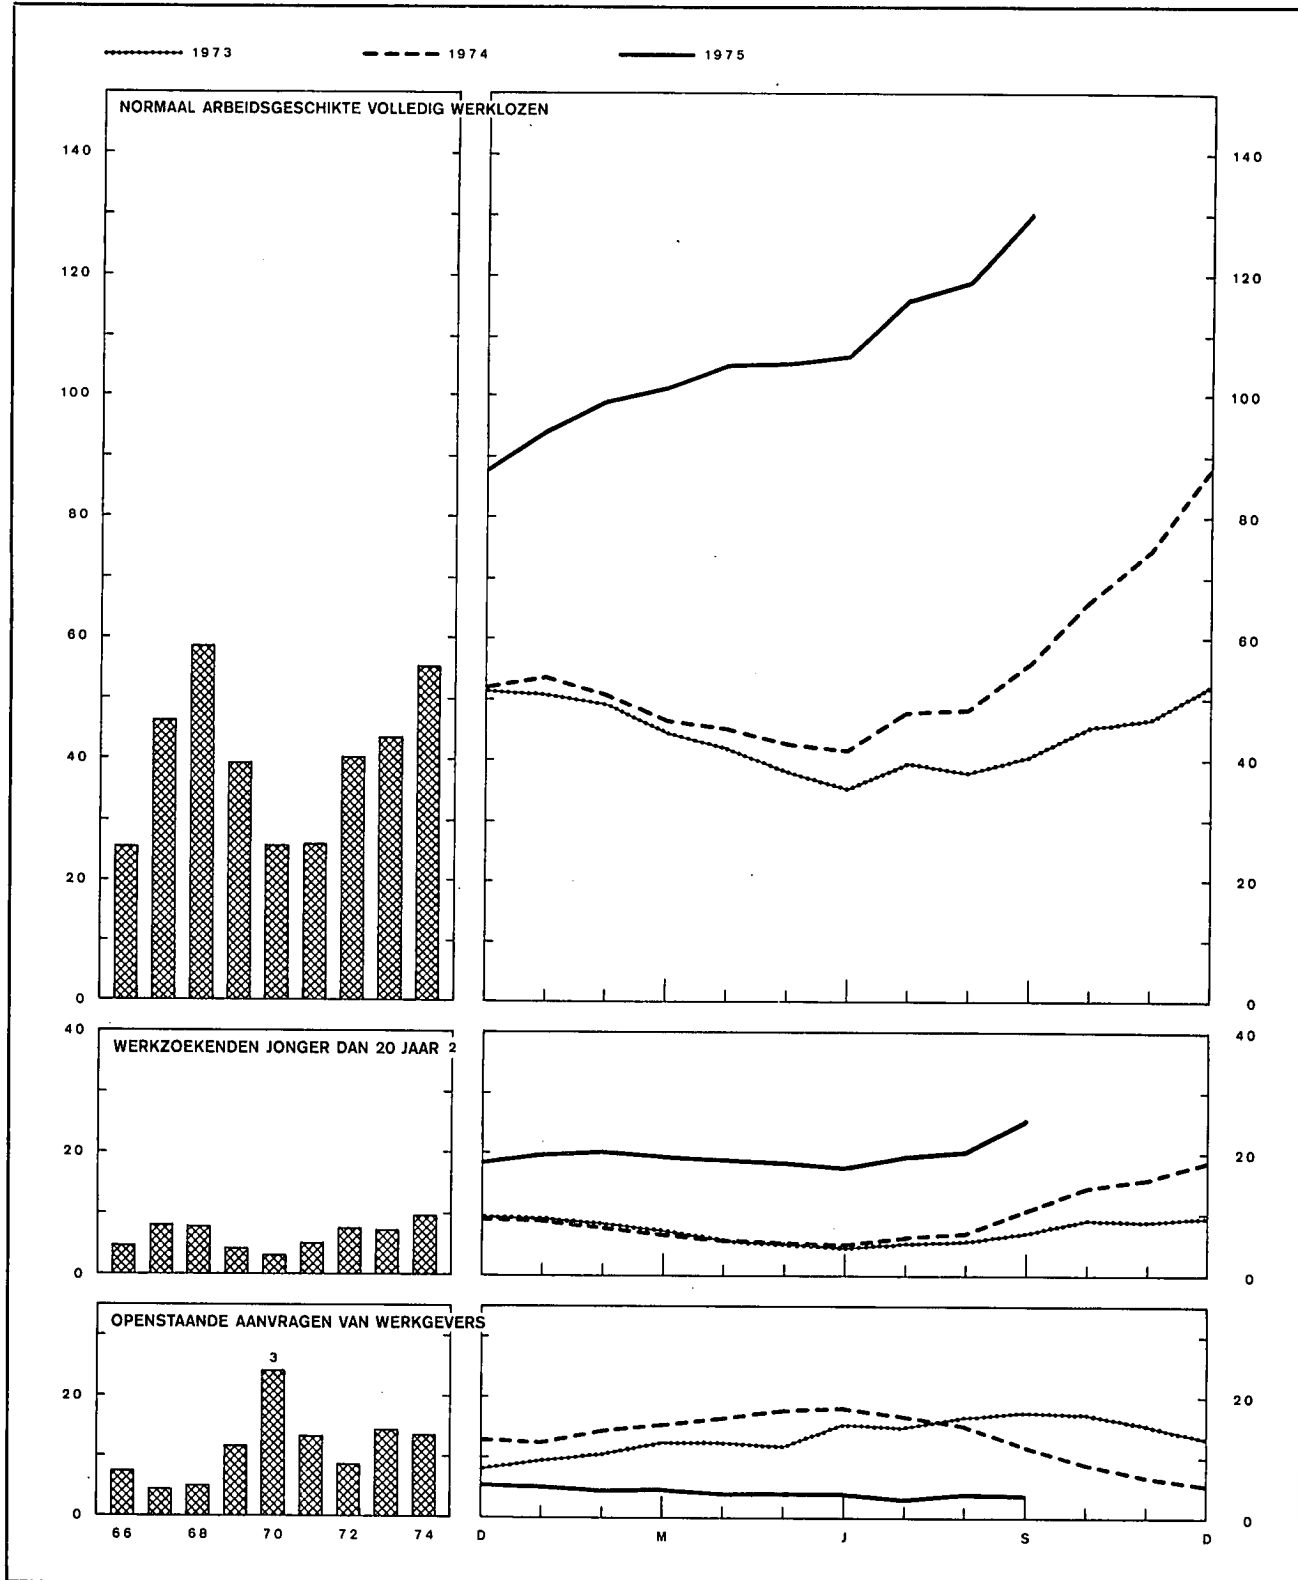 1973 1974 1975
NORMAAL ARBEIDSGESCHIKTE VOLLEDIG WERKLOZEN
140 140
120 120
100 100
80 80
60 60
40 40
20 20
0 0
40 40
WERKZOEKENDEN JONGER DAN 20 JAAR 2
20 20
0 0
OPENSTAANDE AANVRAGEN VAN WERKGEVERS
3
20 20
0 0
66 68 70 72 74 D M J S D